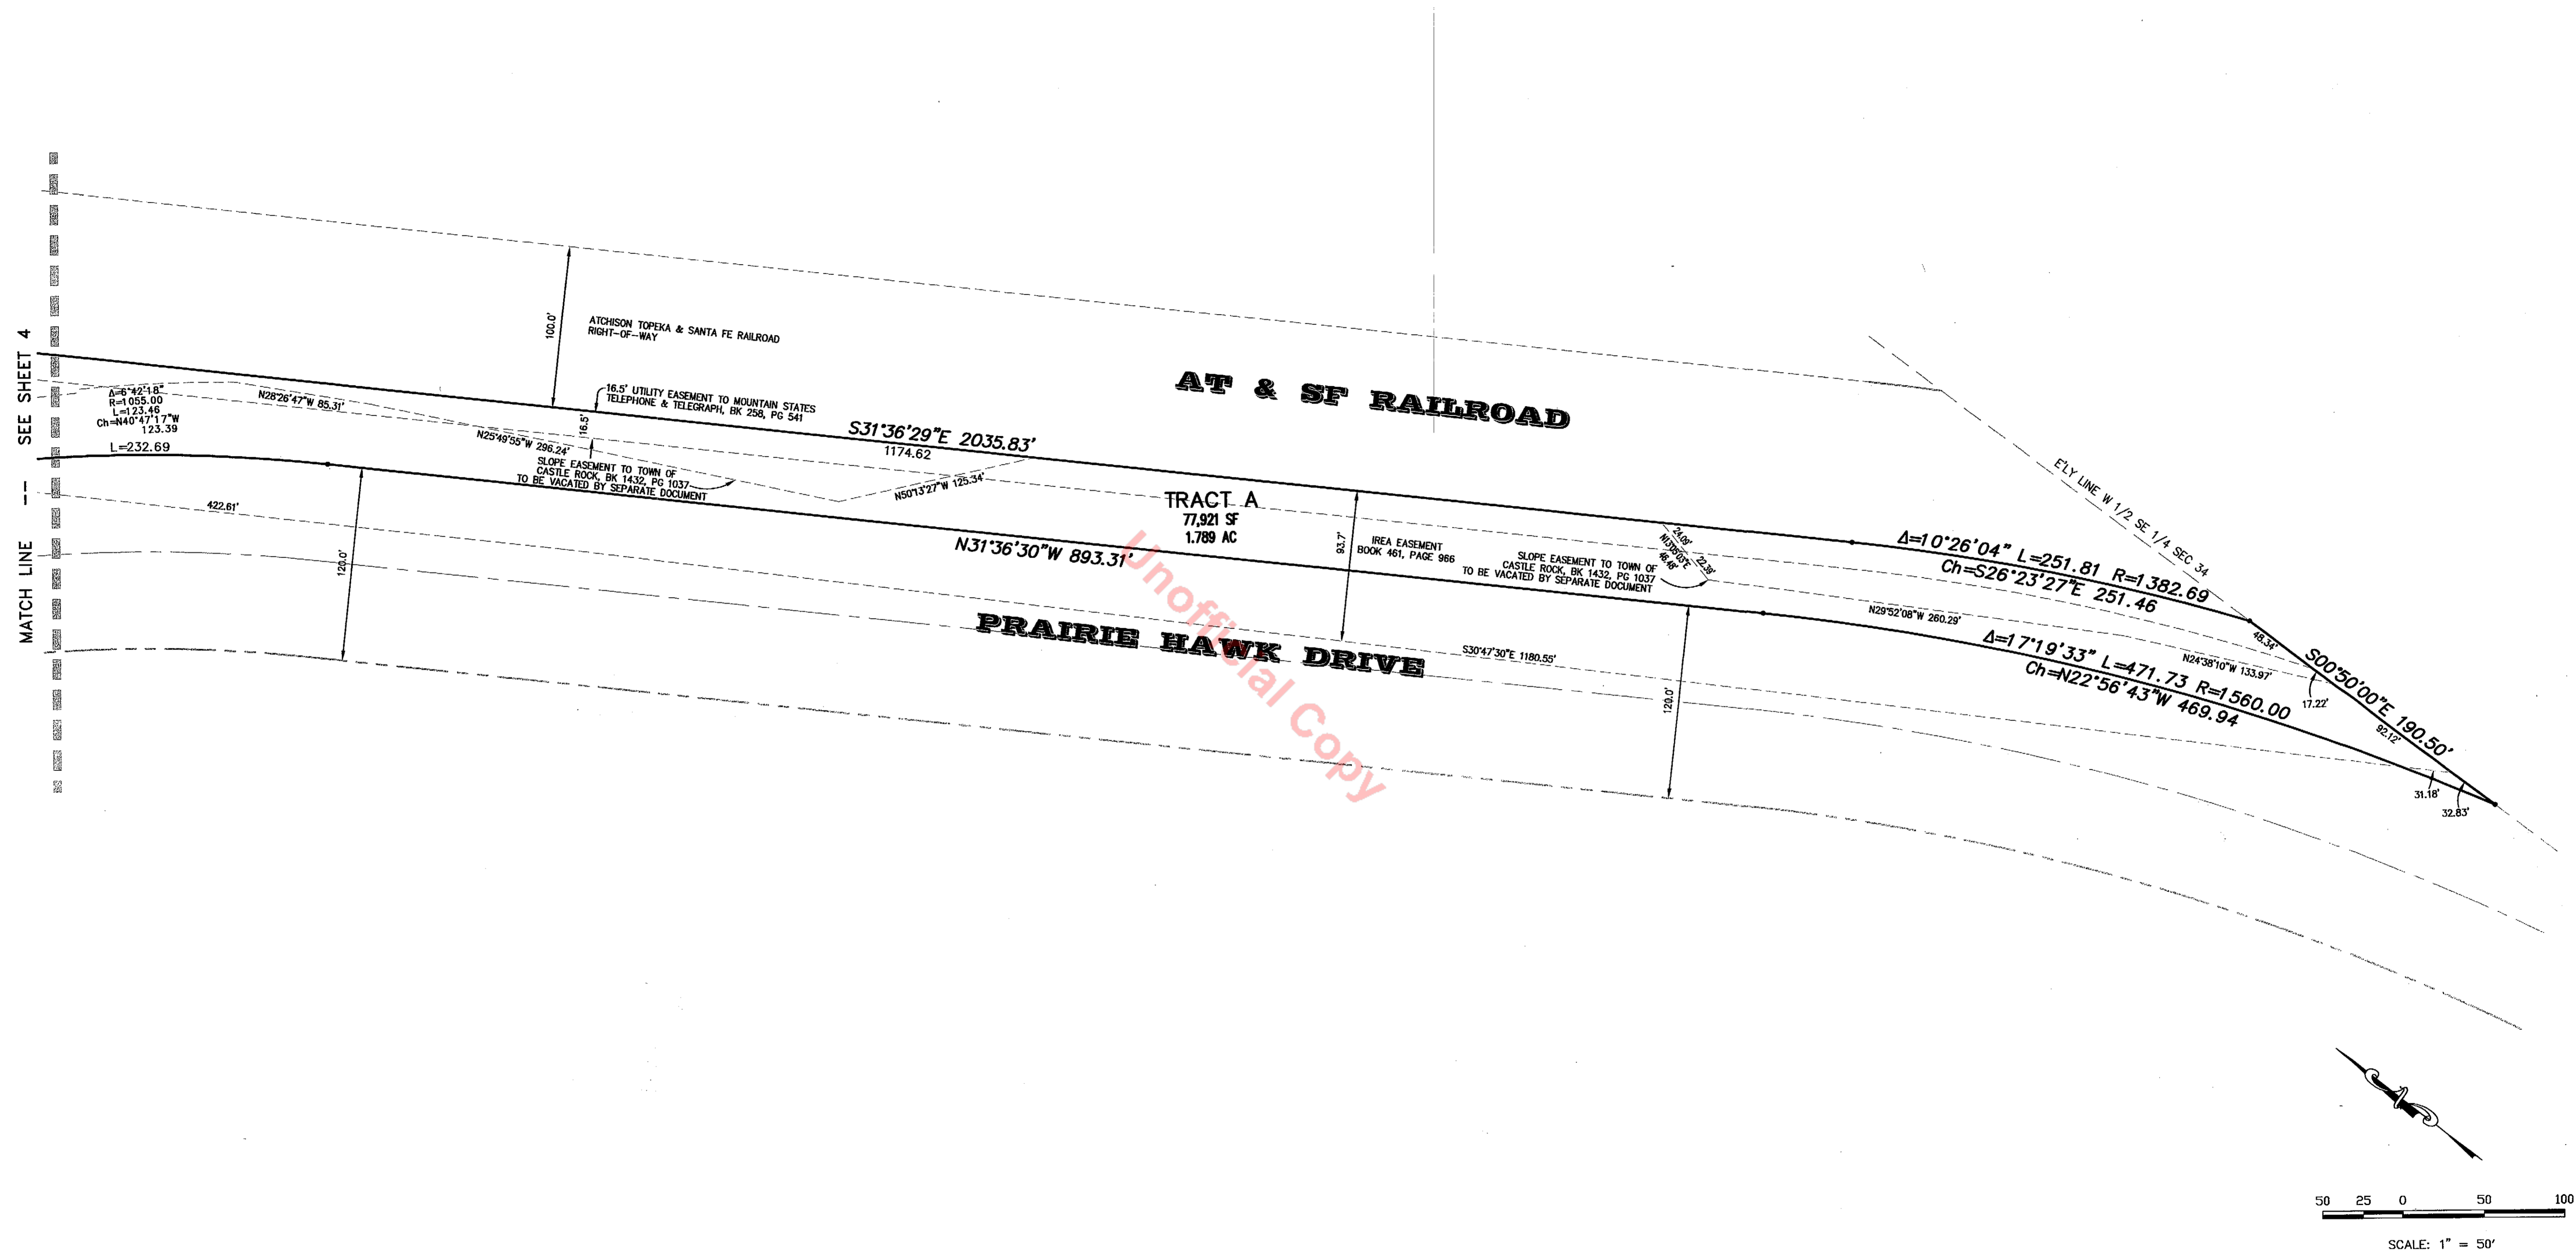 MATCH LINE -- SEE SHEET 4
100.0'
ATCHISON TOPEKA & SANTA FE RAILROAD
RIGHT-OF-WAY
AT & SF RAILROAD
16.5' UTILITY EASEMENT TO MOUNTAIN STATES
TELEPHONE & TELEGRAPH, BK 258, PG 541
16.5'
Δ=6°42'18"
R=1055.00
L=123.46
Ch=N40°47'17"W
123.39
L=232.69
N28°26'47"W 85.31'
N25°49'55"W 296.24'
SLOPE EASEMENT TO TOWN OF
CASTLE ROCK, BK 1432, PG 1037
TO BE VACATED BY SEPARATE DOCUMENT
S31°36'29"E 2035.83'
1174.62
N50°13'27"W 125.34'
422.61'
120.0'
TRACT A
77,921 SF
1.789 AC
N31°36'30"W 893.31'
93.7'
IREA EASEMENT
BOOK 461, PAGE 966
SLOPE EASEMENT TO TOWN OF
CASTLE ROCK, BK 1432, PG 1037
TO BE VACATED BY SEPARATE DOCUMENT
24.09'
22.39'
N13°05'03"E
46.48'
PRAIRIE HAWK DRIVE
S30°47'30"E 1180.55'
120.0'
E'LY LINE W 1/2 SE 1/4 SEC 34
Δ=10°26'04" L=251.81 R=1382.69
Ch=S26°23'27"E 251.46
N29°52'08"W 260.29'
Δ=17°19'33" L=471.73 R=1560.00
Ch=N22°56'43"W 469.94
N24°38'10"W 133.97'
48.34'
S00°50'00"E 190.50'
17.22'
92.12'
31.18'
32.83'
Unofficial Copy
50 25 0 50 100
SCALE: 1" = 50'